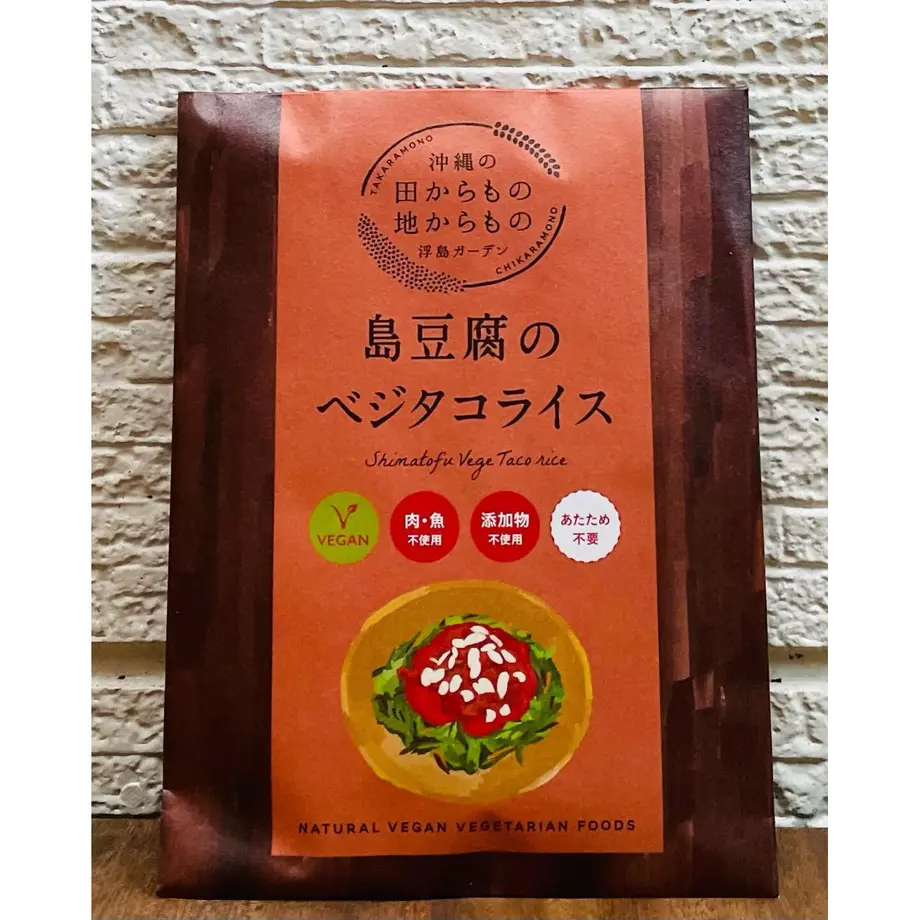 TAKARAMONO
沖縄の
田からもの
地からもの
浮島ガーデン
CHIKARAMONO
島豆腐の
ベジタコライス
Shimatofu Vege Taco rice
VEGAN
肉・魚
不使用
添加物
不使用
あたため
不要
NATURAL VEGAN VEGETARIAN FOODS